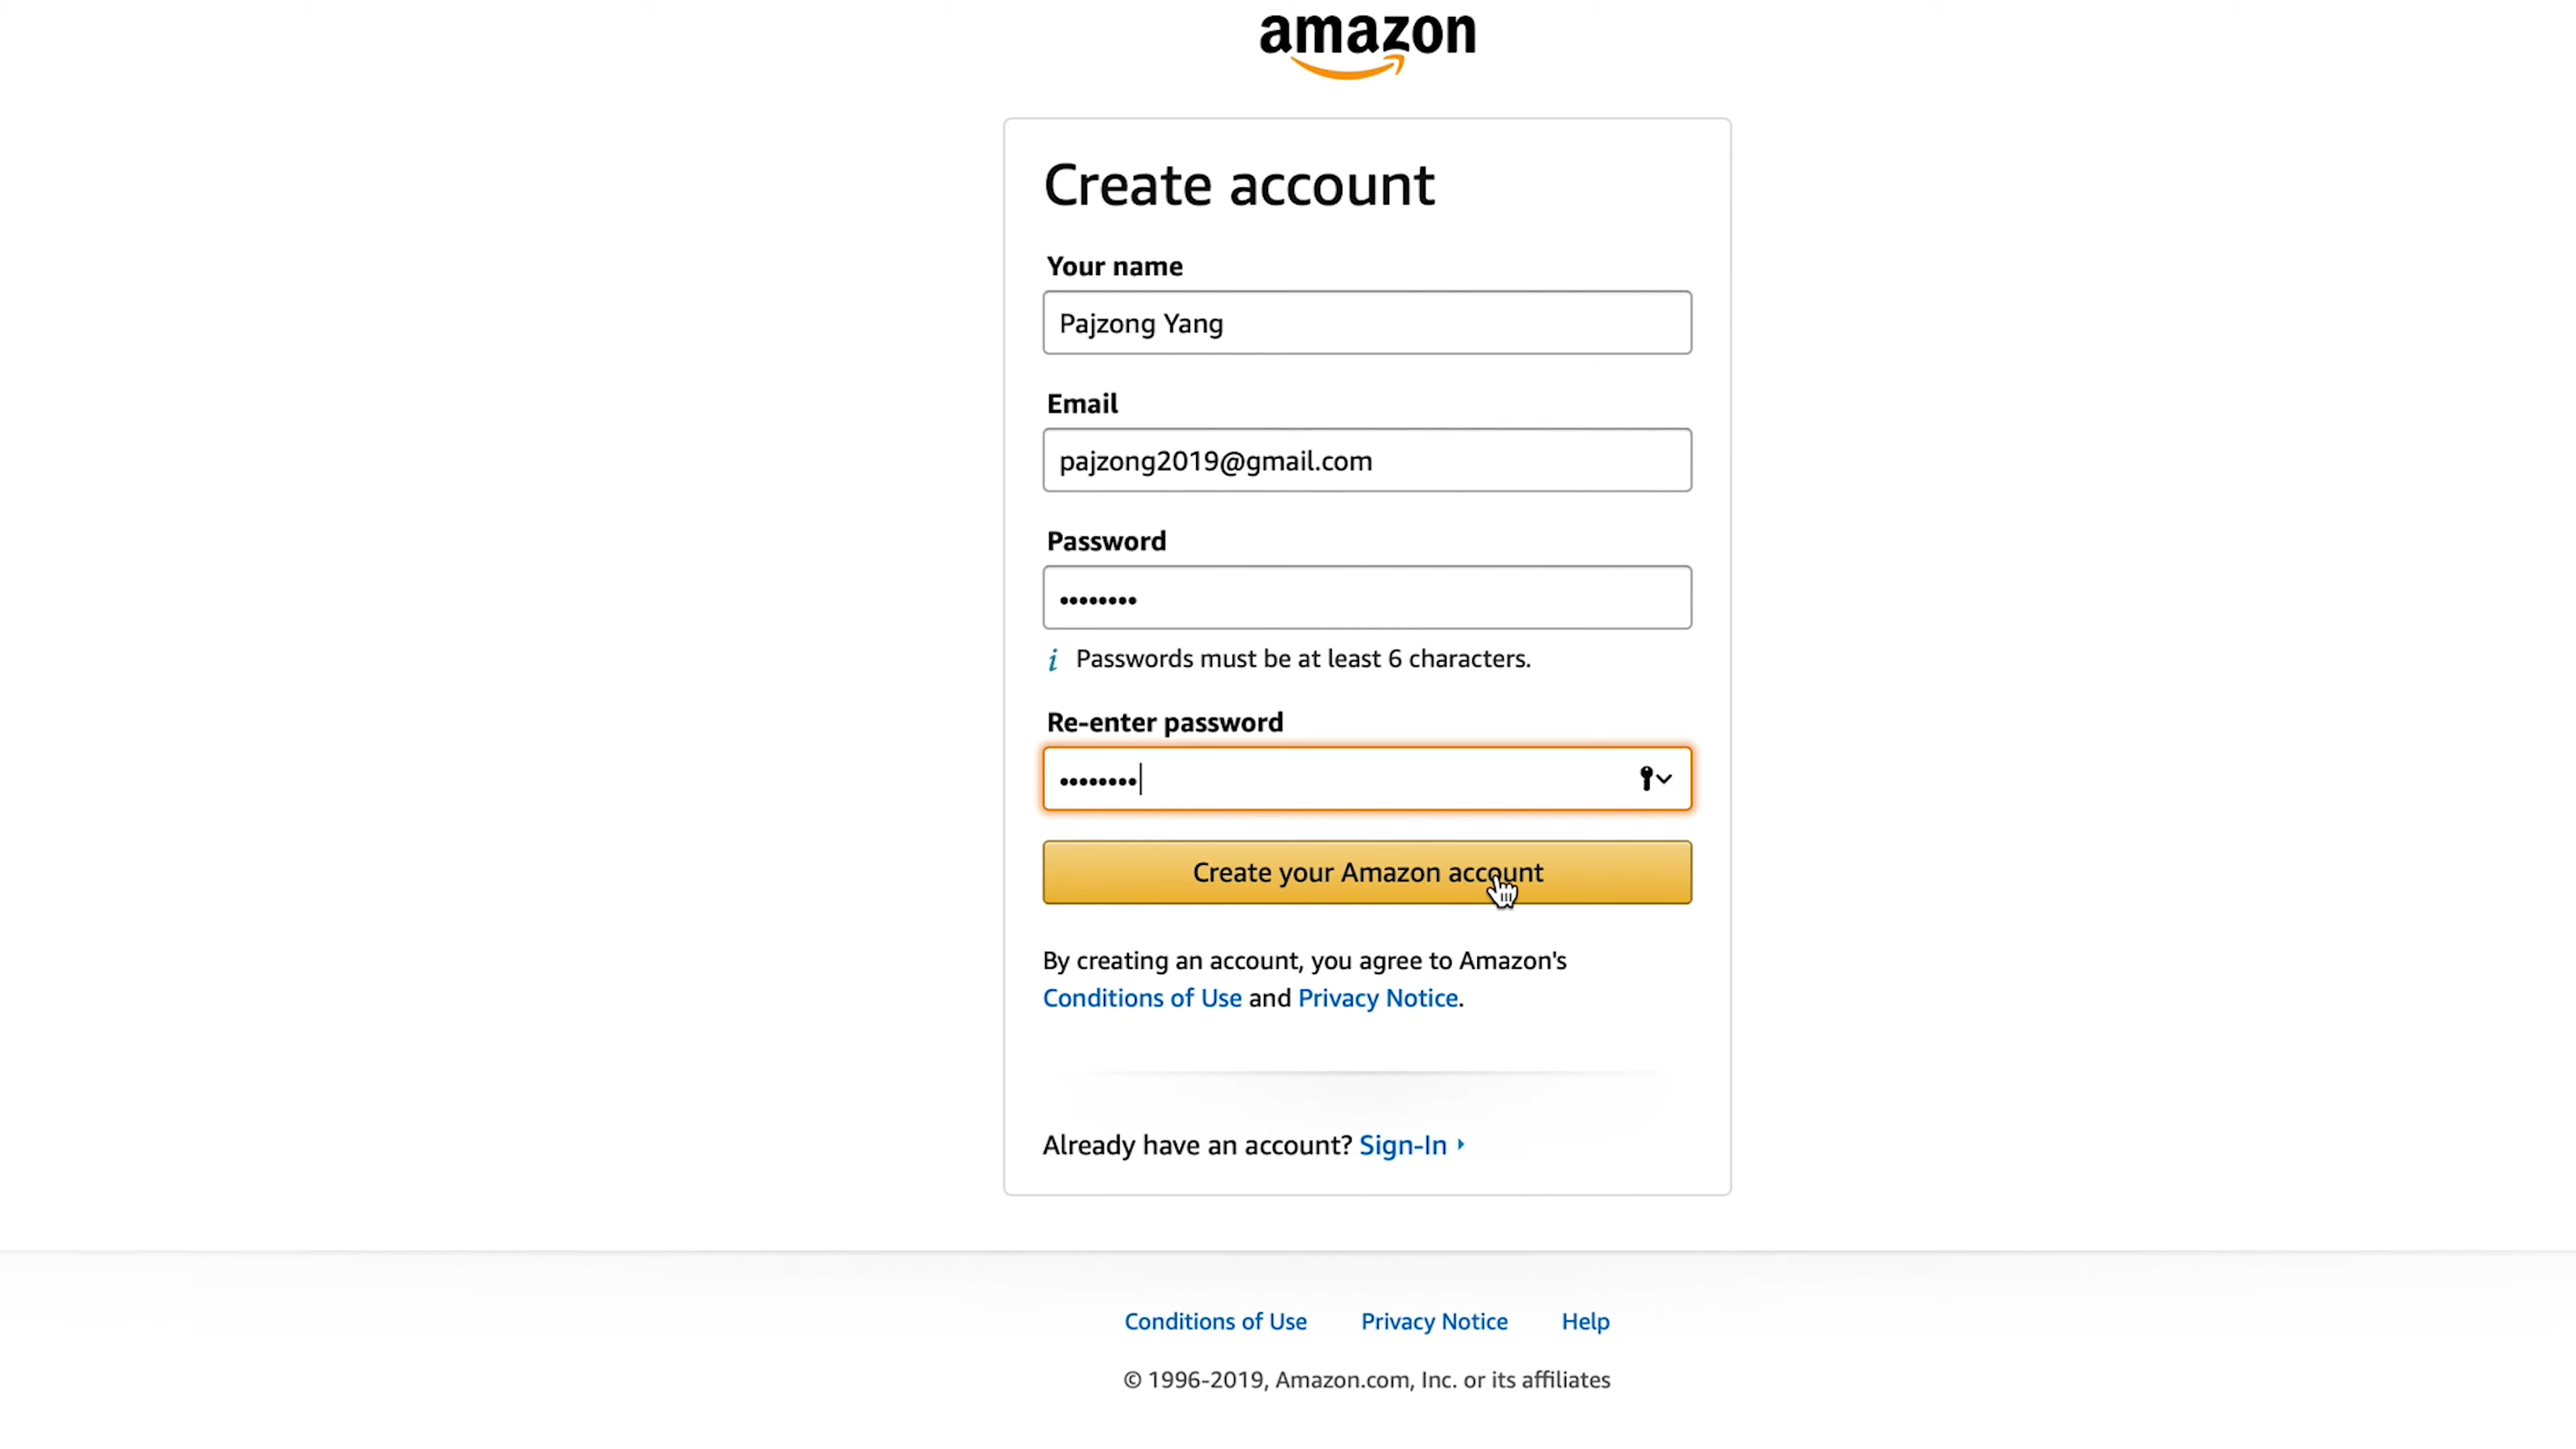 amazon
Create account
Your name
Pajzong Yang
Email
pajzong2019@gmail.com
Password
••••••••
i Passwords must be at least 6 characters.
Re-enter password
••••••••
Create your Amazon account
By creating an account, you agree to Amazon's
Conditions of Use and Privacy Notice.
Already have an account? Sign-In
Conditions of Use Privacy Notice Help
© 1996-2019, Amazon.com, Inc. or its affiliates